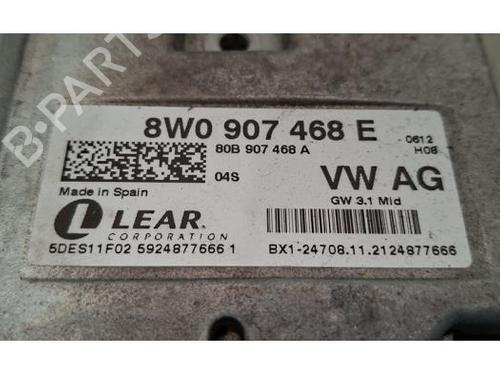 B-PARTS
8W0 907 468 E
0612
80B 907 468 A
H08
04S
VW AG
Made in Spain
GW 3.1 Mid
LEAR
CORPORATION
5DES11F02 5924877666 1
BX1-24708.11.2124877666